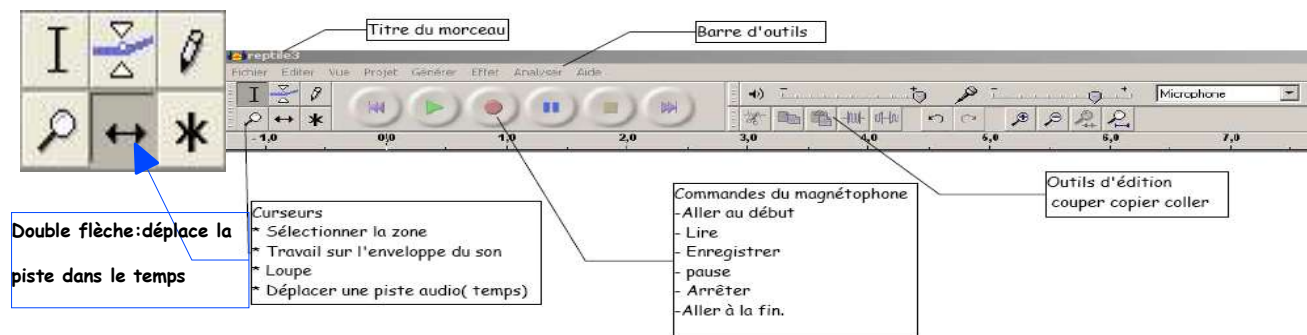 Titre du morceau
Barre d'outils
reptile3
Fichier Editer Vue Projet Générer Effet Analyser Aide
Microphone
- 1,0 0,0 1,0 2,0 3,0 4,0 5,0 6,0 7,0
Double flèche:déplace la
piste dans le temps
Curseurs
* Sélectionner la zone
* Travail sur l'enveloppe du son
* Loupe
* Déplacer une piste audio( temps)
Commandes du magnétophone
-Aller au début
- Lire
- Enregistrer
- pause
- Arrêter
-Aller à la fin.
Outils d'édition
couper copier coller